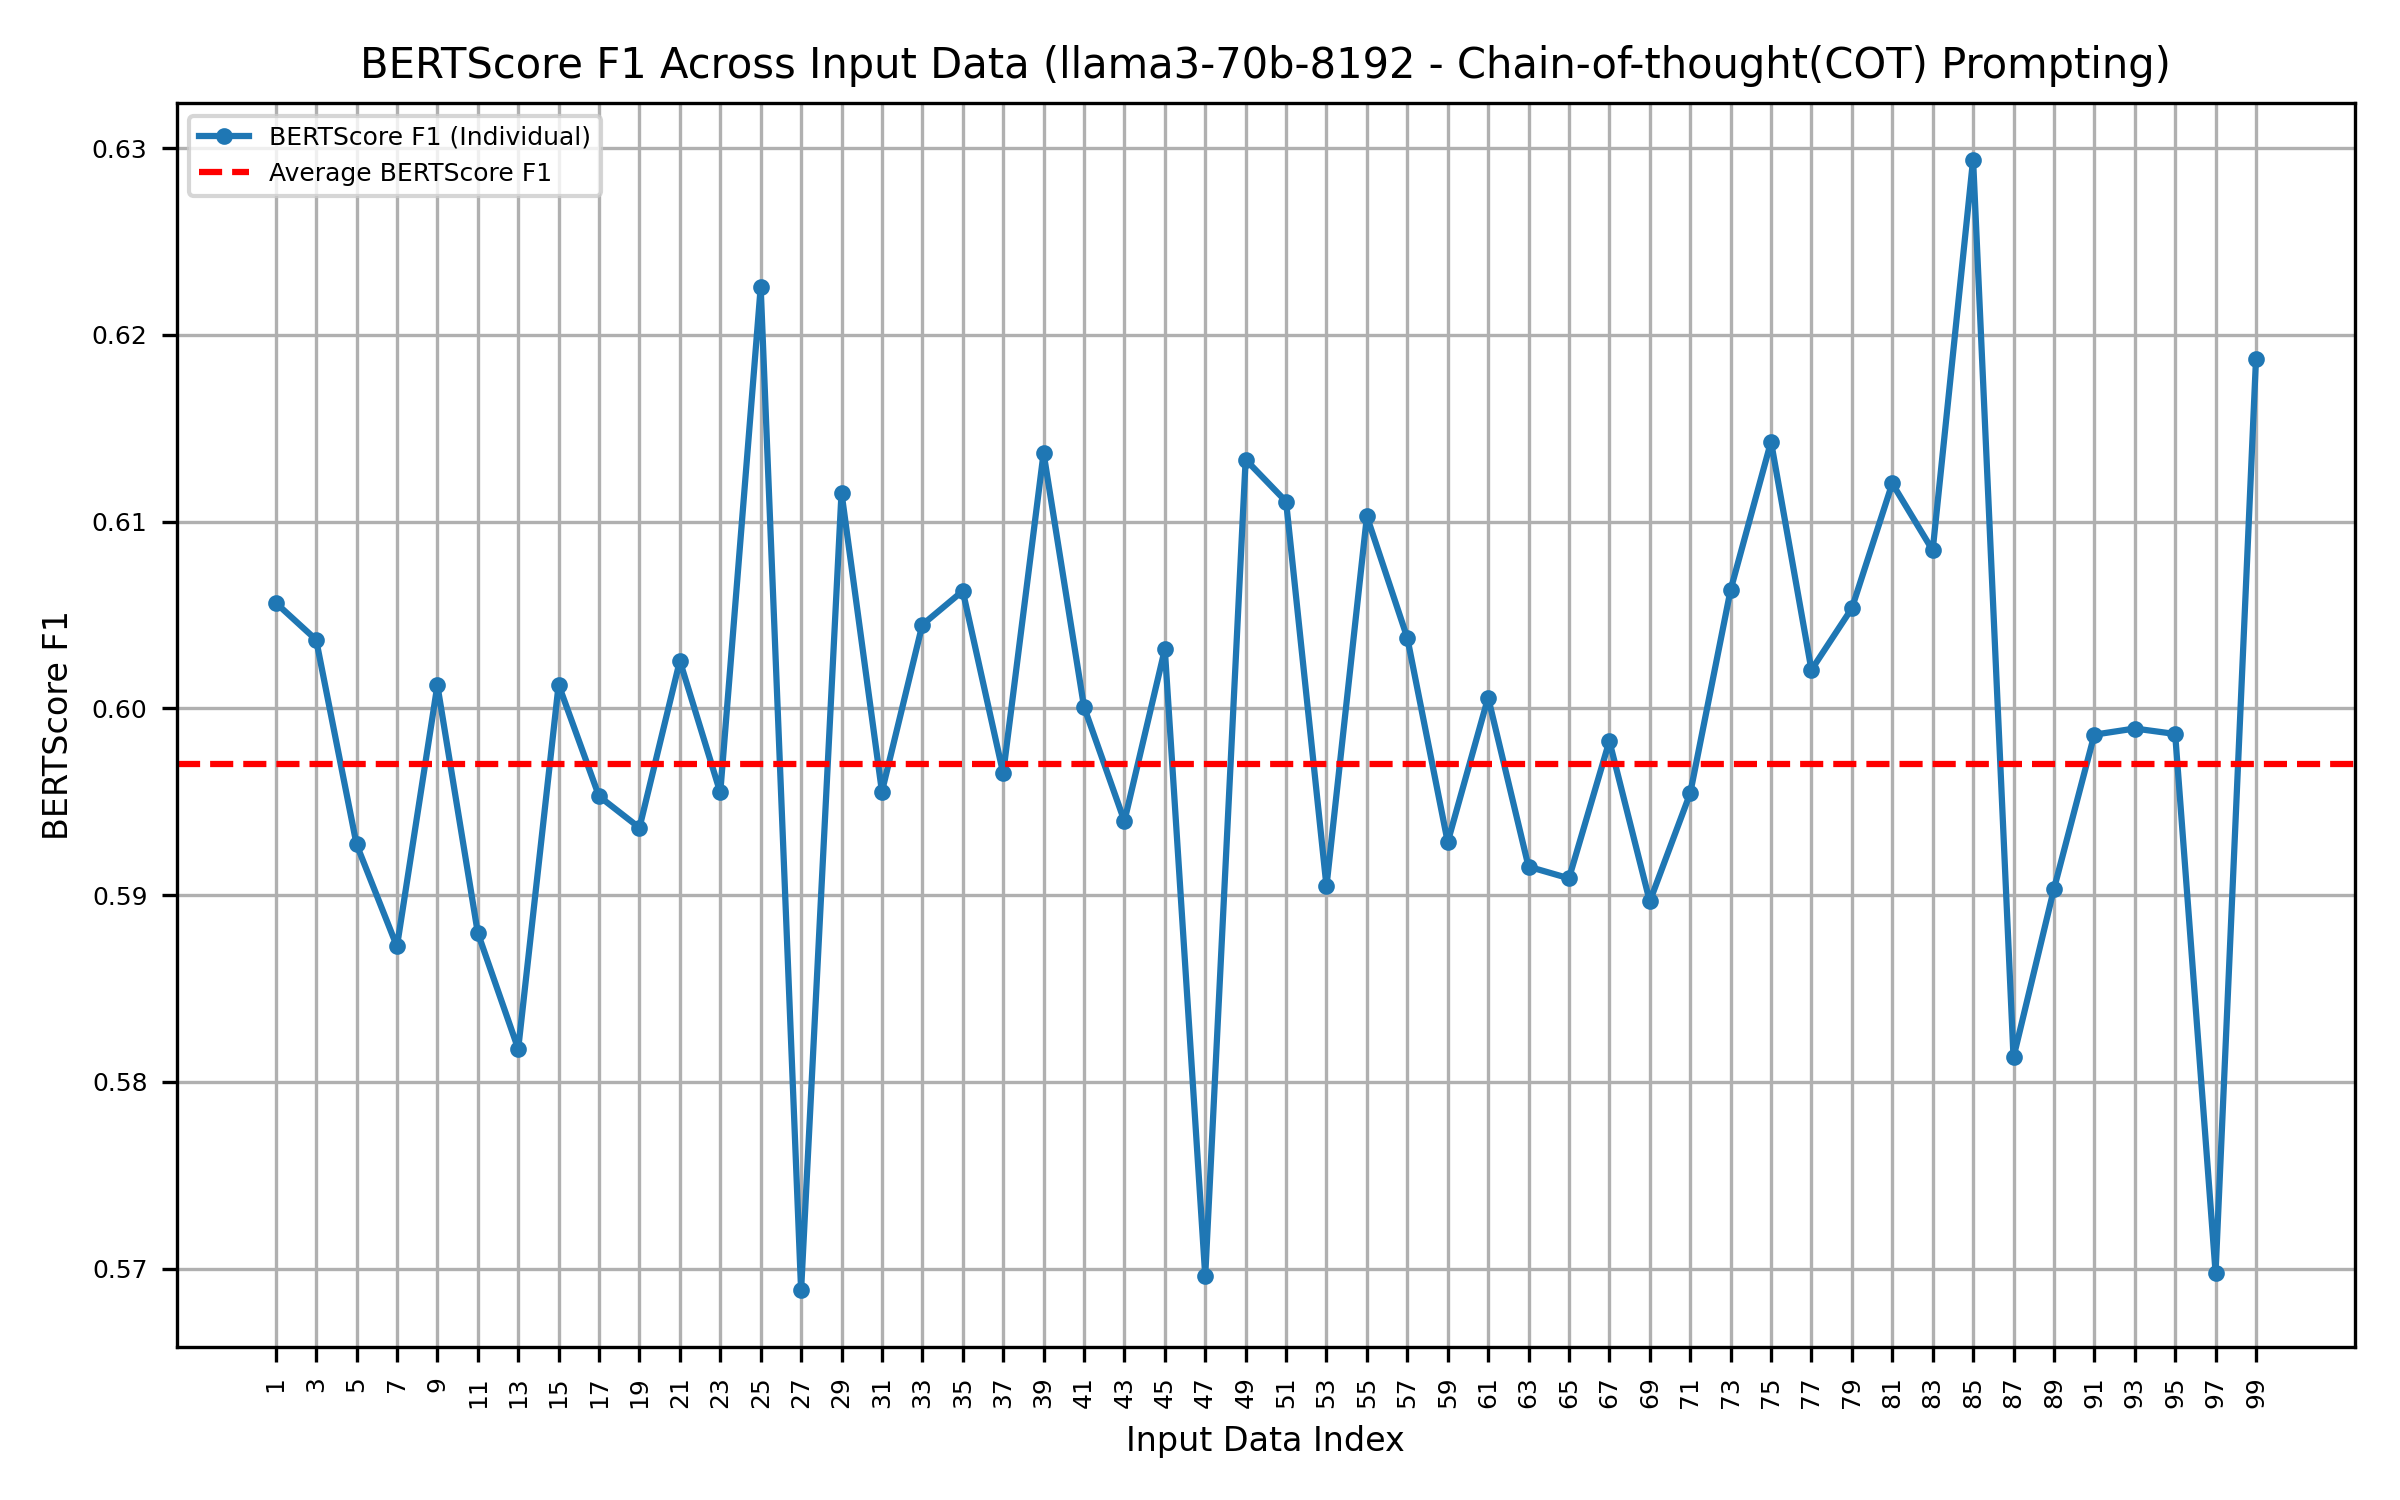 BERTScore F1 Across Input Data (llama3-70b-8192 - Chain-of-thought(COT) Prompting)
BERTScore F1 (Individual)
Average BERTScore F1
0.63
0.62
0.61
0.60
0.59
0.58
0.57
BERTScore F1
1 3 5 7 9 11 13 15 17 19 21 23 25 27 29 31 33 35 37 39 41 43 45 47 49 51 53 55 57 59 61 63 65 67 69 71 73 75 77 79 81 83 85 87 89 91 93 95 97 99
Input Data Index